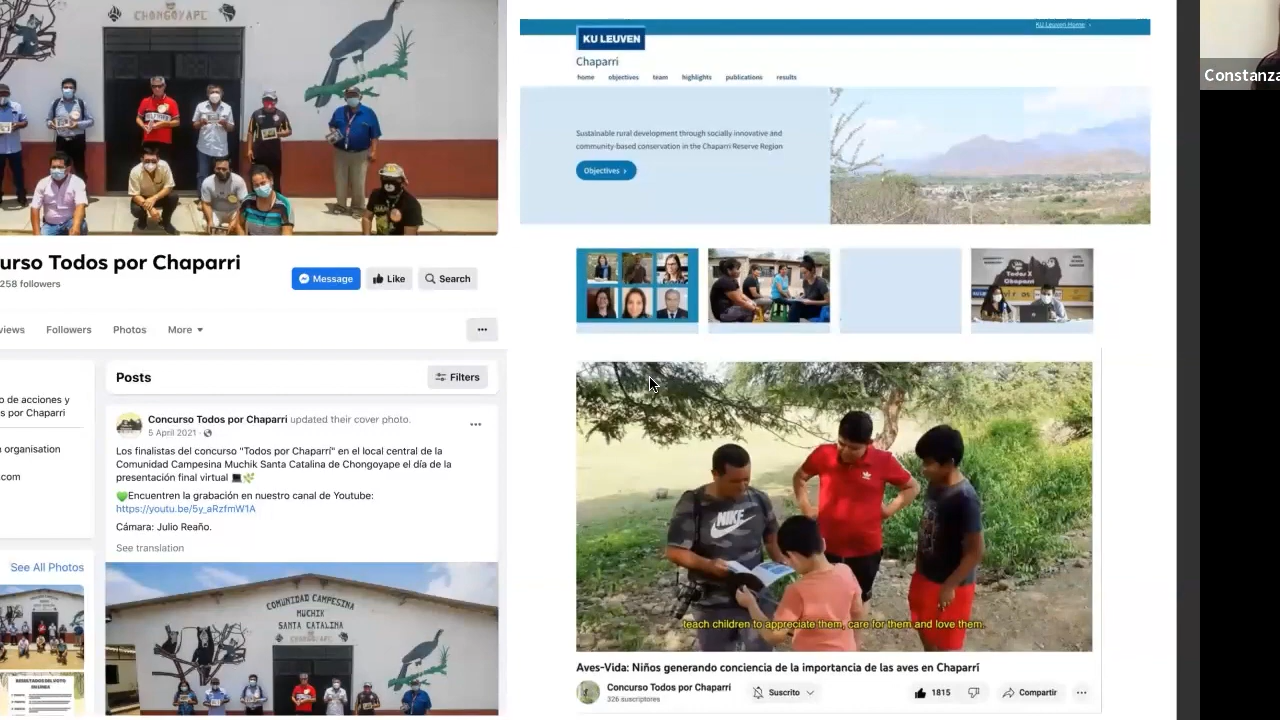 CHONGOYAPE
urso Todos por Chaparri
258 followers
Message
Like
Search
views
Followers
Photos
More
o de acciones y
s por Chaparri
organisation
com
See All Photos
Posts
Filters
Concurso Todos por Chaparri updated their cover photo.
5 April 2021
Los finalistas del concurso "Todos por Chaparrí" en el local central de la
Comunidad Campesina Muchik Santa Catalina de Chongoyape el día de la
presentación final virtual
Encuentren la grabación en nuestro canal de Youtube:
https://youtu.be/5y_aRzfmW1A
Cámara: Julio Reaño.
See translation
COMUNIDAD CAMPESINA
MUCHIK
SANTA CATALINA
DE CHONGOYAPE
KU Leuven Home
KU LEUVEN
Chaparri
home objectives team highlights publications results
Sustainable rural development through socially innovative and
community-based conservation in the Chaparri Reserve Region
Objectives
Todos X
Chaparri
NIKE
teach children to appreciate them, care for them and love them.
Aves-Vida: Niños generando conciencia de la importancia de las aves en Chaparrí
Concurso Todos por Chaparri
326 suscriptores
Suscrito
1815
Compartir
Constanza